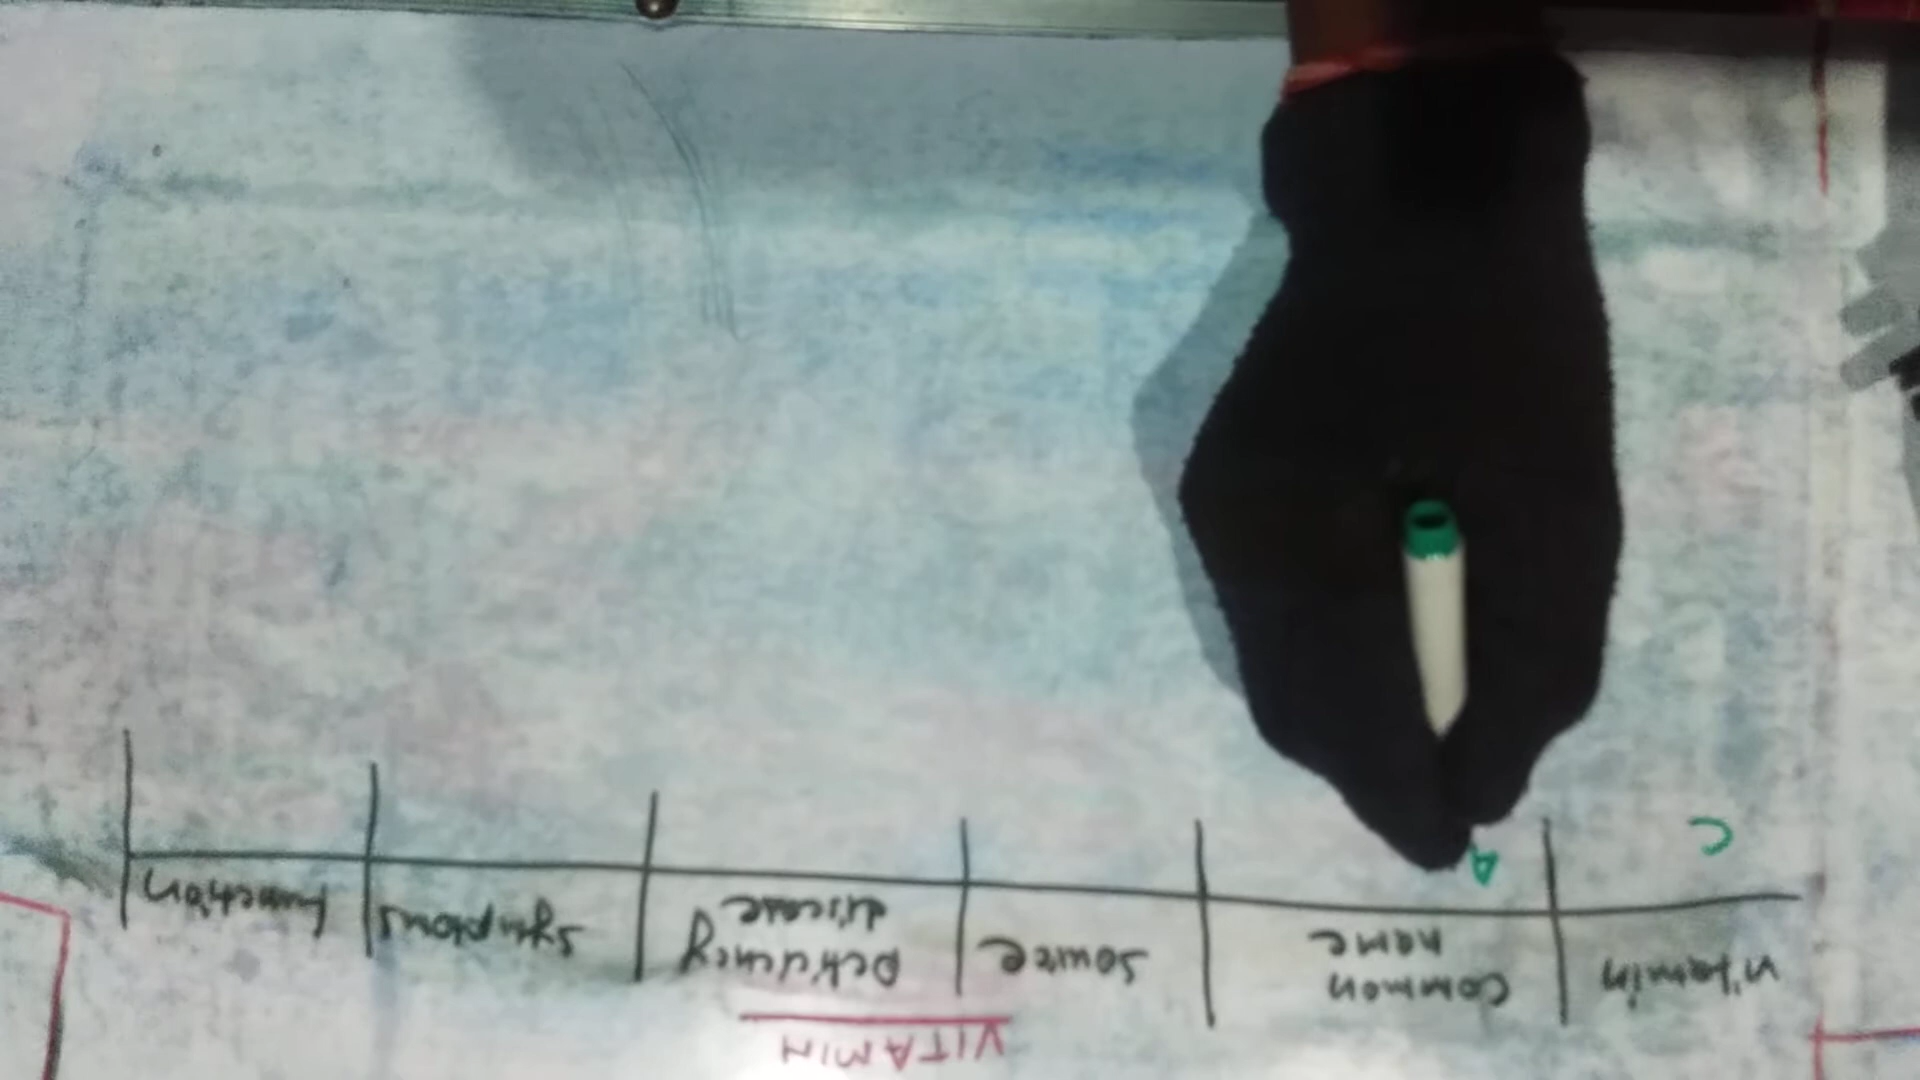 VITAMIN
Vitamin
Common
name
Source
Deficiency
disease
Symptoms
function
C
A